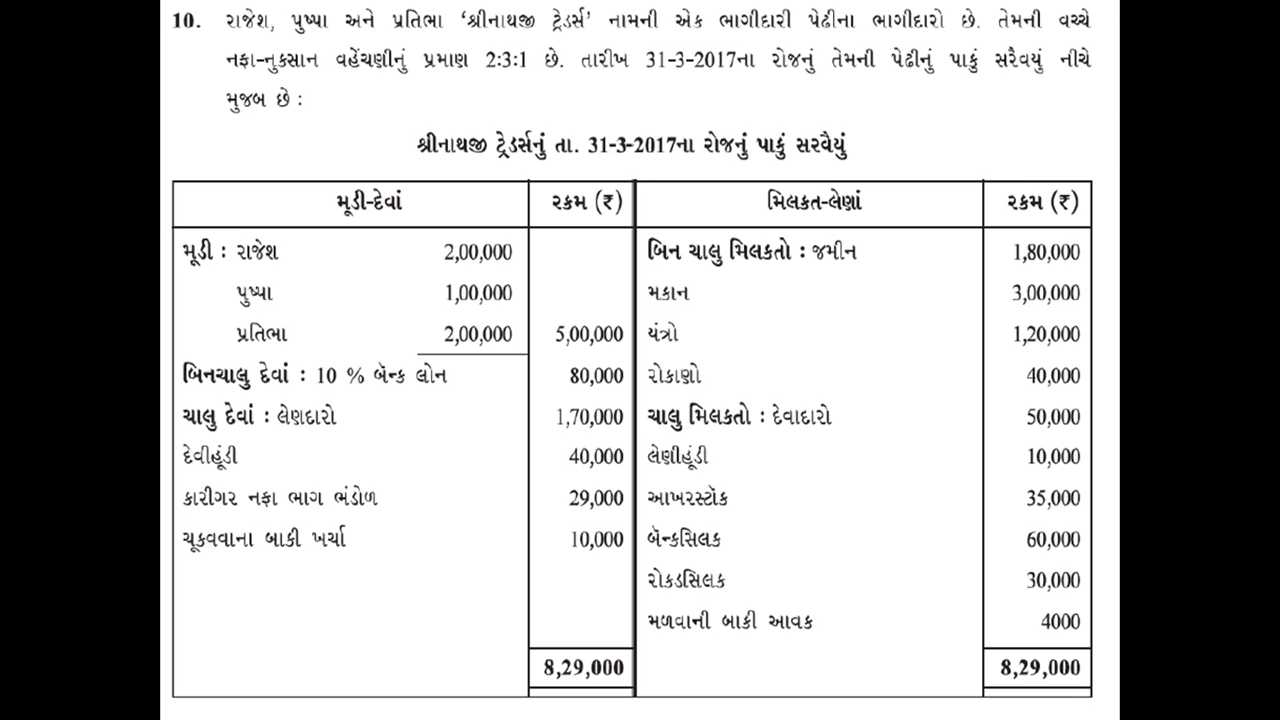 10. રાજેશ, પુષ્પા અને પ્રતિભા ‘શ્રીનાથજી ટ્રેડર્સ’ નામની એક ભાગીદારી પેઢીના ભાગીદારો છે. તેમની વચ્ચે
નફા-નુકસાન વહેંચણીનું પ્રમાણ 2:3:1 છે. તારીખ 31-3-2017ના રોજનું તેમની પેઢીનું પાકું સરૈવયું નીચે
મુજબ છે :
શ્રીનાથજી ટ્રેડર્સનું તા. 31-3-2017ના રોજનું પાકું સરવૈયું
મૂડી-દેવાં રકમ (₹) મિલકત-લેણાં રકમ (₹)
મૂડી : રાજેશ 2,00,000 બિન ચાલુ મિલકતો : જમીન 1,80,000
પુષ્પા 1,00,000 મકાન 3,00,000
પ્રતિભા 2,00,000 5,00,000 યંત્રો 1,20,000
બિનચાલુ દેવાં : 10 % બૅન્ક લોન 80,000 રોકાણો 40,000
ચાલુ દેવાં : લેણદારો 1,70,000 ચાલુ મિલકતો : દેવાદારો 50,000
દેવીહૂંડી 40,000 લેણીહૂંડી 10,000
કારીગર નફા ભાગ ભંડોળ 29,000 આખરસ્ટૉક 35,000
ચૂકવવાના બાકી ખર્ચા 10,000 બૅન્કસિલક 60,000
રોકડસિલક 30,000
મળવાની બાકી આવક 4000
8,29,000 8,29,000